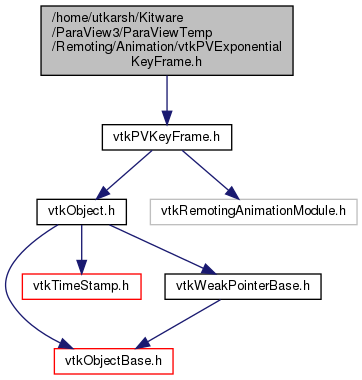 /home/utkarsh/Kitware
/ParaView3/ParaViewTemp
/Remoting/Animation/vtkPVExponential
KeyFrame.h
vtkPVKeyFrame.h
vtkObject.h
vtkRemotingAnimationModule.h
vtkTimeStamp.h
vtkWeakPointerBase.h
vtkObjectBase.h